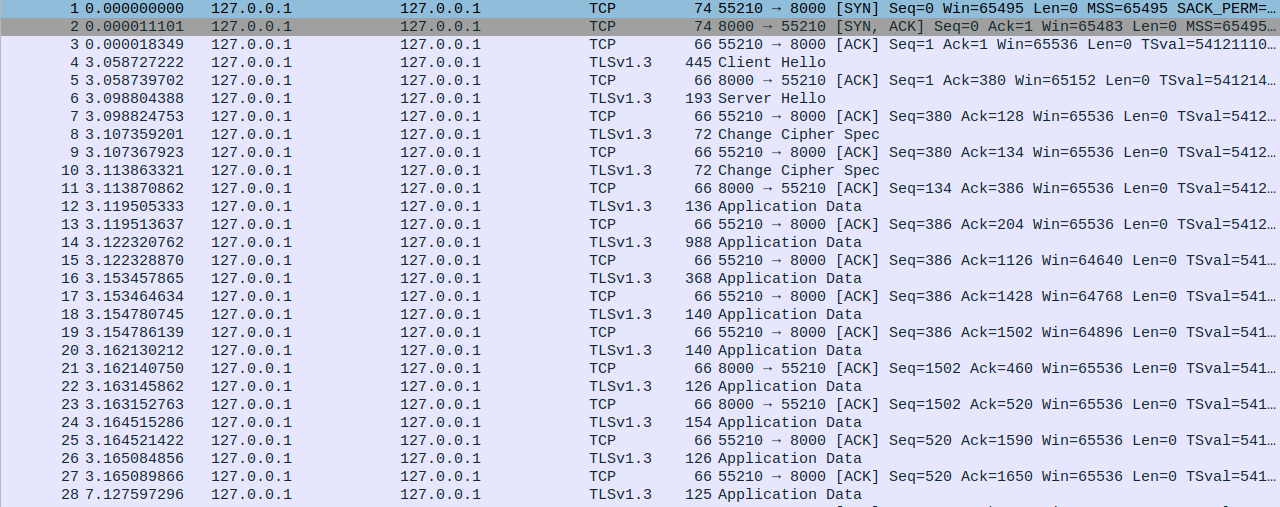 1 0.000000000 127.0.0.1 127.0.0.1 TCP 74 55210 → 8000 [SYN] Seq=0 Win=65495 Len=0 MSS=65495 SACK_PERM=…
2 0.000011101 127.0.0.1 127.0.0.1 TCP 74 8000 → 55210 [SYN, ACK] Seq=0 Ack=1 Win=65483 Len=0 MSS=65495…
3 0.000018349 127.0.0.1 127.0.0.1 TCP 66 55210 → 8000 [ACK] Seq=1 Ack=1 Win=65536 Len=0 TSval=54121110…
4 3.058727222 127.0.0.1 127.0.0.1 TLSv1.3 445 Client Hello
5 3.058739702 127.0.0.1 127.0.0.1 TCP 66 8000 → 55210 [ACK] Seq=1 Ack=380 Win=65152 Len=0 TSval=541214…
6 3.098804388 127.0.0.1 127.0.0.1 TLSv1.3 193 Server Hello
7 3.098824753 127.0.0.1 127.0.0.1 TCP 66 55210 → 8000 [ACK] Seq=380 Ack=128 Win=65536 Len=0 TSval=5412…
8 3.107359201 127.0.0.1 127.0.0.1 TLSv1.3 72 Change Cipher Spec
9 3.107367923 127.0.0.1 127.0.0.1 TCP 66 55210 → 8000 [ACK] Seq=380 Ack=134 Win=65536 Len=0 TSval=5412…
10 3.113863321 127.0.0.1 127.0.0.1 TLSv1.3 72 Change Cipher Spec
11 3.113870862 127.0.0.1 127.0.0.1 TCP 66 8000 → 55210 [ACK] Seq=134 Ack=386 Win=65536 Len=0 TSval=5412…
12 3.119505333 127.0.0.1 127.0.0.1 TLSv1.3 136 Application Data
13 3.119513637 127.0.0.1 127.0.0.1 TCP 66 55210 → 8000 [ACK] Seq=386 Ack=204 Win=65536 Len=0 TSval=5412…
14 3.122320762 127.0.0.1 127.0.0.1 TLSv1.3 988 Application Data
15 3.122328870 127.0.0.1 127.0.0.1 TCP 66 55210 → 8000 [ACK] Seq=386 Ack=1126 Win=64640 Len=0 TSval=541…
16 3.153457865 127.0.0.1 127.0.0.1 TLSv1.3 368 Application Data
17 3.153464634 127.0.0.1 127.0.0.1 TCP 66 55210 → 8000 [ACK] Seq=386 Ack=1428 Win=64768 Len=0 TSval=541…
18 3.154780745 127.0.0.1 127.0.0.1 TLSv1.3 140 Application Data
19 3.154786139 127.0.0.1 127.0.0.1 TCP 66 55210 → 8000 [ACK] Seq=386 Ack=1502 Win=64896 Len=0 TSval=541…
20 3.162130212 127.0.0.1 127.0.0.1 TLSv1.3 140 Application Data
21 3.162140750 127.0.0.1 127.0.0.1 TCP 66 8000 → 55210 [ACK] Seq=1502 Ack=460 Win=65536 Len=0 TSval=541…
22 3.163145862 127.0.0.1 127.0.0.1 TLSv1.3 126 Application Data
23 3.163152763 127.0.0.1 127.0.0.1 TCP 66 8000 → 55210 [ACK] Seq=1502 Ack=520 Win=65536 Len=0 TSval=541…
24 3.164515286 127.0.0.1 127.0.0.1 TLSv1.3 154 Application Data
25 3.164521422 127.0.0.1 127.0.0.1 TCP 66 55210 → 8000 [ACK] Seq=520 Ack=1590 Win=65536 Len=0 TSval=541…
26 3.165084856 127.0.0.1 127.0.0.1 TLSv1.3 126 Application Data
27 3.165089866 127.0.0.1 127.0.0.1 TCP 66 55210 → 8000 [ACK] Seq=520 Ack=1650 Win=65536 Len=0 TSval=541…
28 7.127597296 127.0.0.1 127.0.0.1 TLSv1.3 125 Application Data